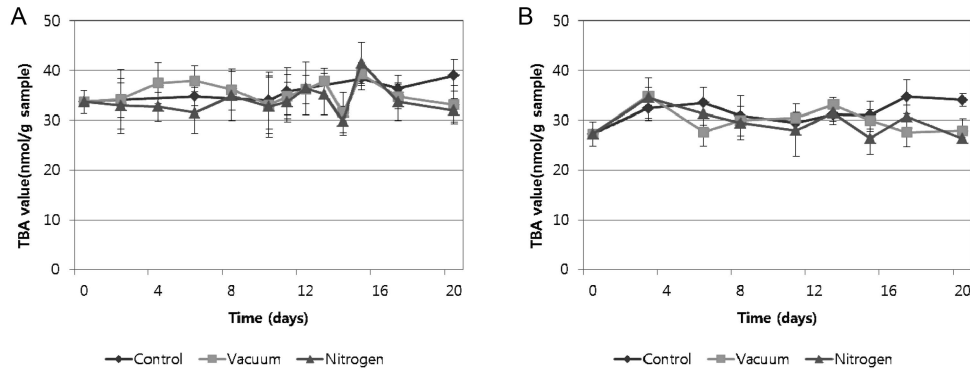 A
TBA value(nmol/g sample)
50
40
30
20
10
0
0 4 8 12 16 20
Time (days)
Control Vacuum Nitrogen
B
TBA value(nmol/g sample)
50
40
30
20
10
0
0 4 8 12 16 20
Time (days)
Control Vacuum Nitrogen